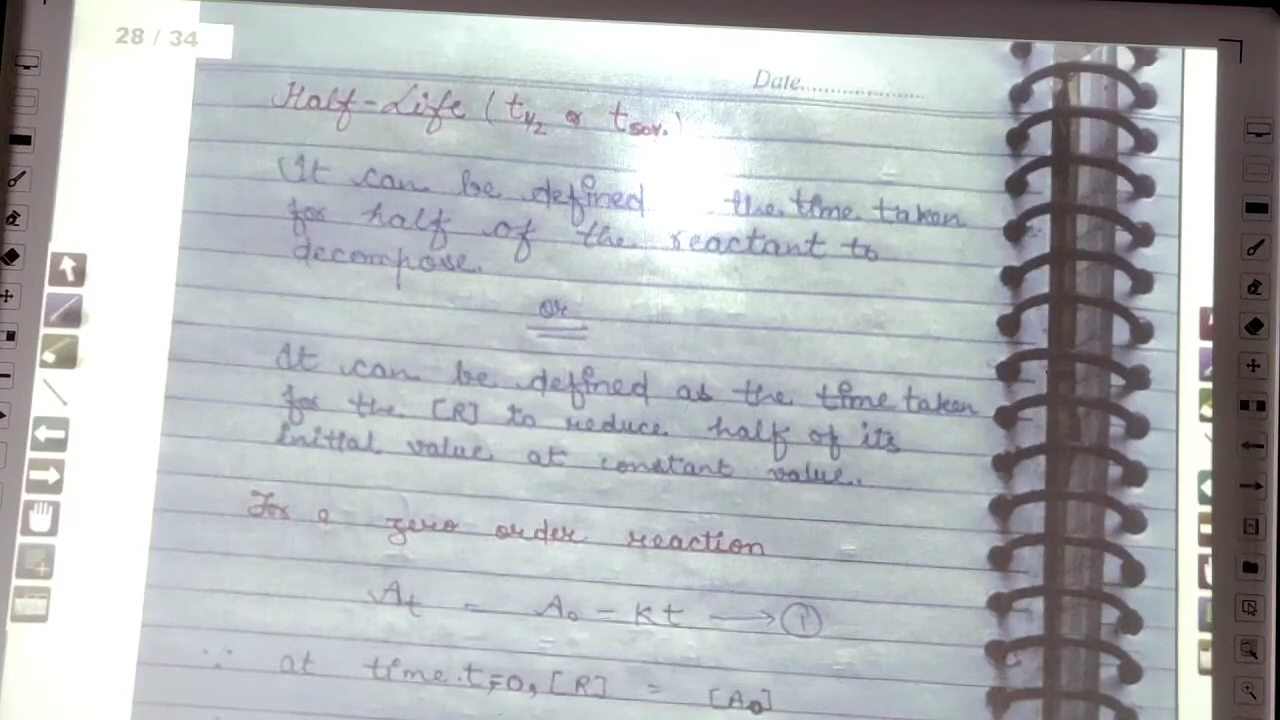 28 / 34
Date....................
Half-Life (t1/2 or t50%)
It can be defined the time taken
for half of the reactant to
decompose.
or
It can be defined as the time taken
for the [R] to reduce half of its
initial value at constant value.
For a zero order reaction
At = A0 - kt → ①
∵ at time t=0, [R] = [A0]